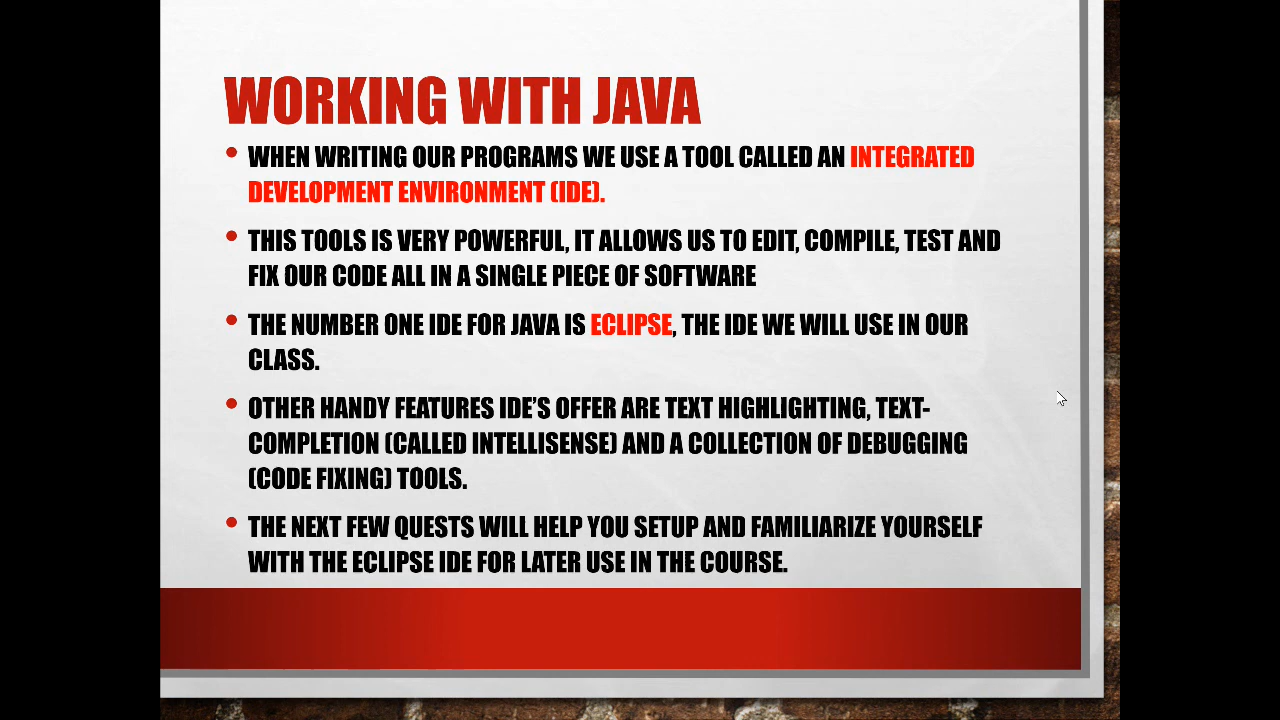 WORKING WITH JAVA
• WHEN WRITING OUR PROGRAMS WE USE A TOOL CALLED AN INTEGRATED
DEVELOPMENT ENVIRONMENT (IDE).
• THIS TOOLS IS VERY POWERFUL, IT ALLOWS US TO EDIT, COMPILE, TEST AND
FIX OUR CODE ALL IN A SINGLE PIECE OF SOFTWARE
• THE NUMBER ONE IDE FOR JAVA IS ECLIPSE, THE IDE WE WILL USE IN OUR
CLASS.
• OTHER HANDY FEATURES IDE’S OFFER ARE TEXT HIGHLIGHTING, TEXT-
COMPLETION (CALLED INTELLISENSE) AND A COLLECTION OF DEBUGGING
(CODE FIXING) TOOLS.
• THE NEXT FEW QUESTS WILL HELP YOU SETUP AND FAMILIARIZE YOURSELF
WITH THE ECLIPSE IDE FOR LATER USE IN THE COURSE.